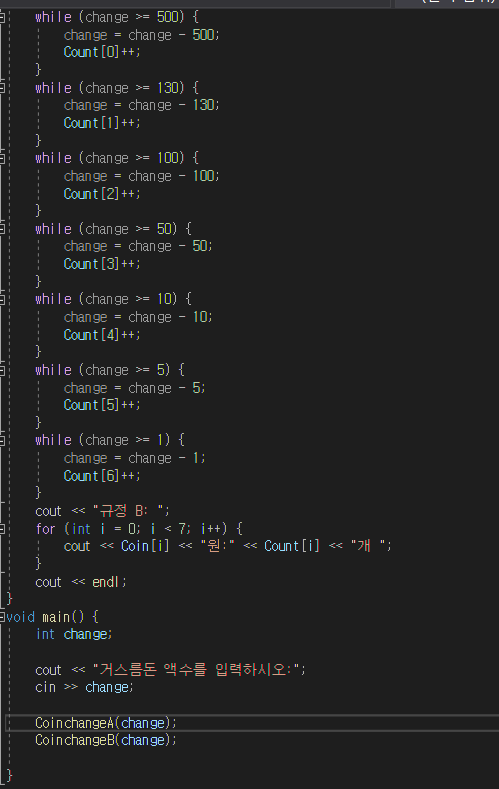 while (change >= 500) {
change = change - 500;
Count[0]++;
}
while (change >= 130) {
change = change - 130;
Count[1]++;
}
while (change >= 100) {
change = change - 100;
Count[2]++;
}
while (change >= 50) {
change = change - 50;
Count[3]++;
}
while (change >= 10) {
change = change - 10;
Count[4]++;
}
while (change >= 5) {
change = change - 5;
Count[5]++;
}
while (change >= 1) {
change = change - 1;
Count[6]++;
}
cout << "규정 B: ";
for (int i = 0; i < 7; i++) {
cout << Coin[i] << "원:" << Count[i] << "개 ";
}
cout << endl;
}
void main() {
int change;
cout << "거스름돈 액수를 입력하시오:";
cin >> change;
CoinchangeA(change);
CoinchangeB(change);
}